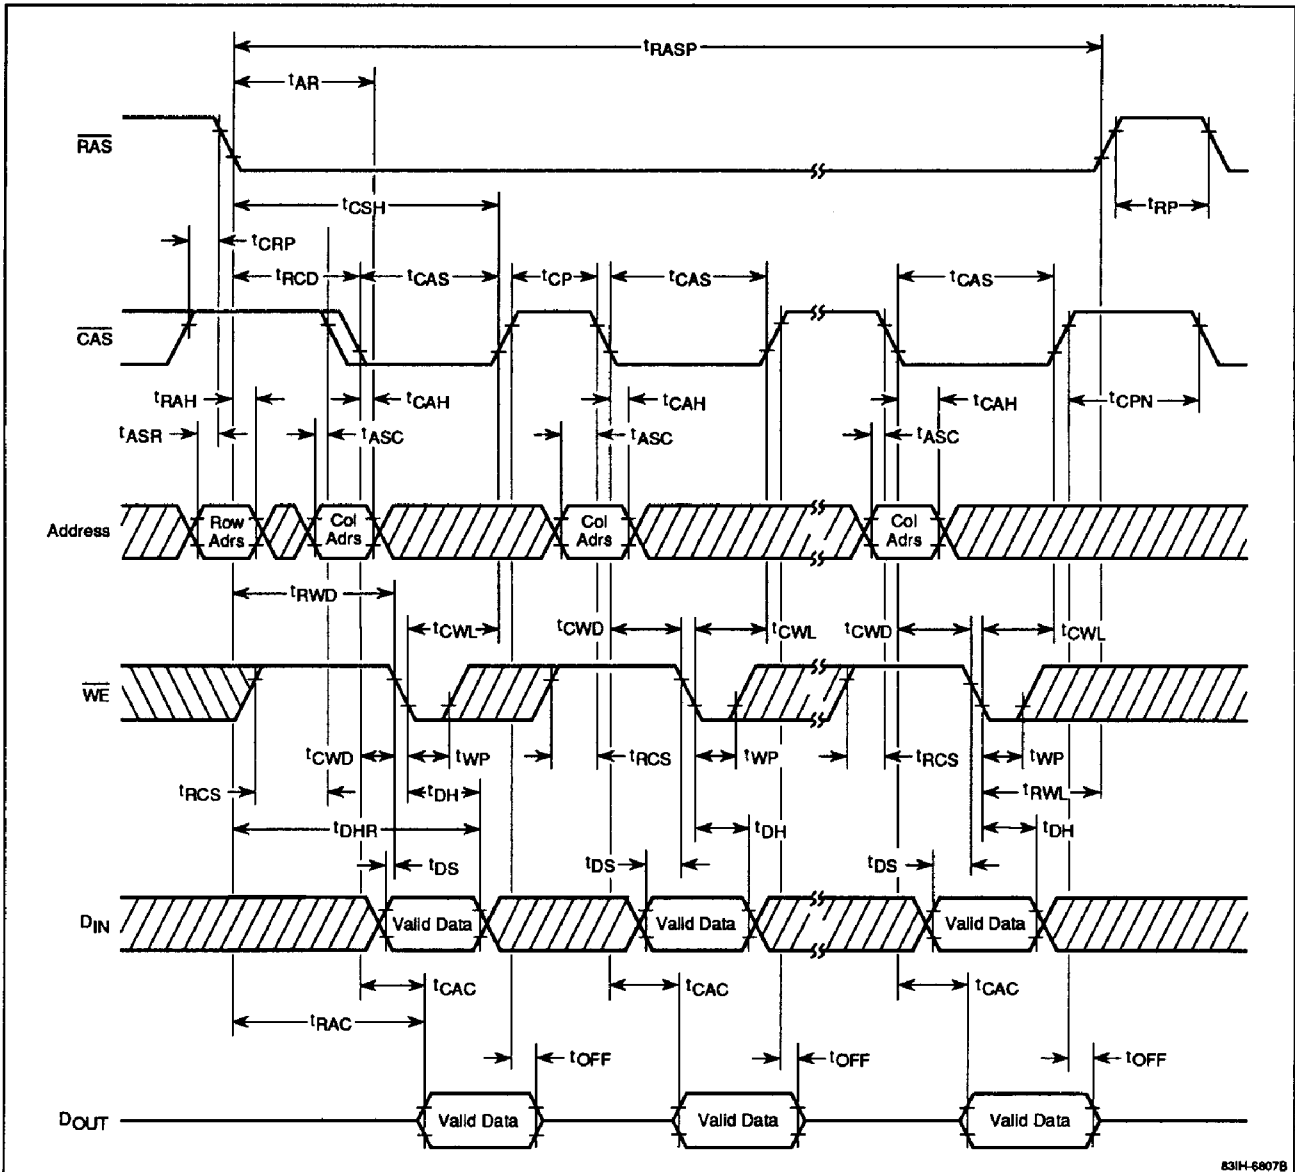 tRASP
tAR
RAS
tCSH
tRP
tCRP
tRCD
tCAS
tCP
tCAS
tCAS
CAS
tRAH
tCAH
tCAH
tCAH
tCPN
tASR
tASC
tASC
tASC
Address
Row Adrs
Col Adrs
Col Adrs
Col Adrs
tRWD
tCWL
tCWD
tCWL
tCWD
tCWL
WE
tCWD
tWP
tRCS
tWP
tRCS
tWP
tRCS
tDH
tRWL
tDHR
tDH
tDH
tDS
tDS
tDS
DIN
Valid Data
Valid Data
Valid Data
tCAC
tCAC
tCAC
tRAC
tOFF
tOFF
tOFF
DOUT
Valid Data
Valid Data
Valid Data
83IH-6807B